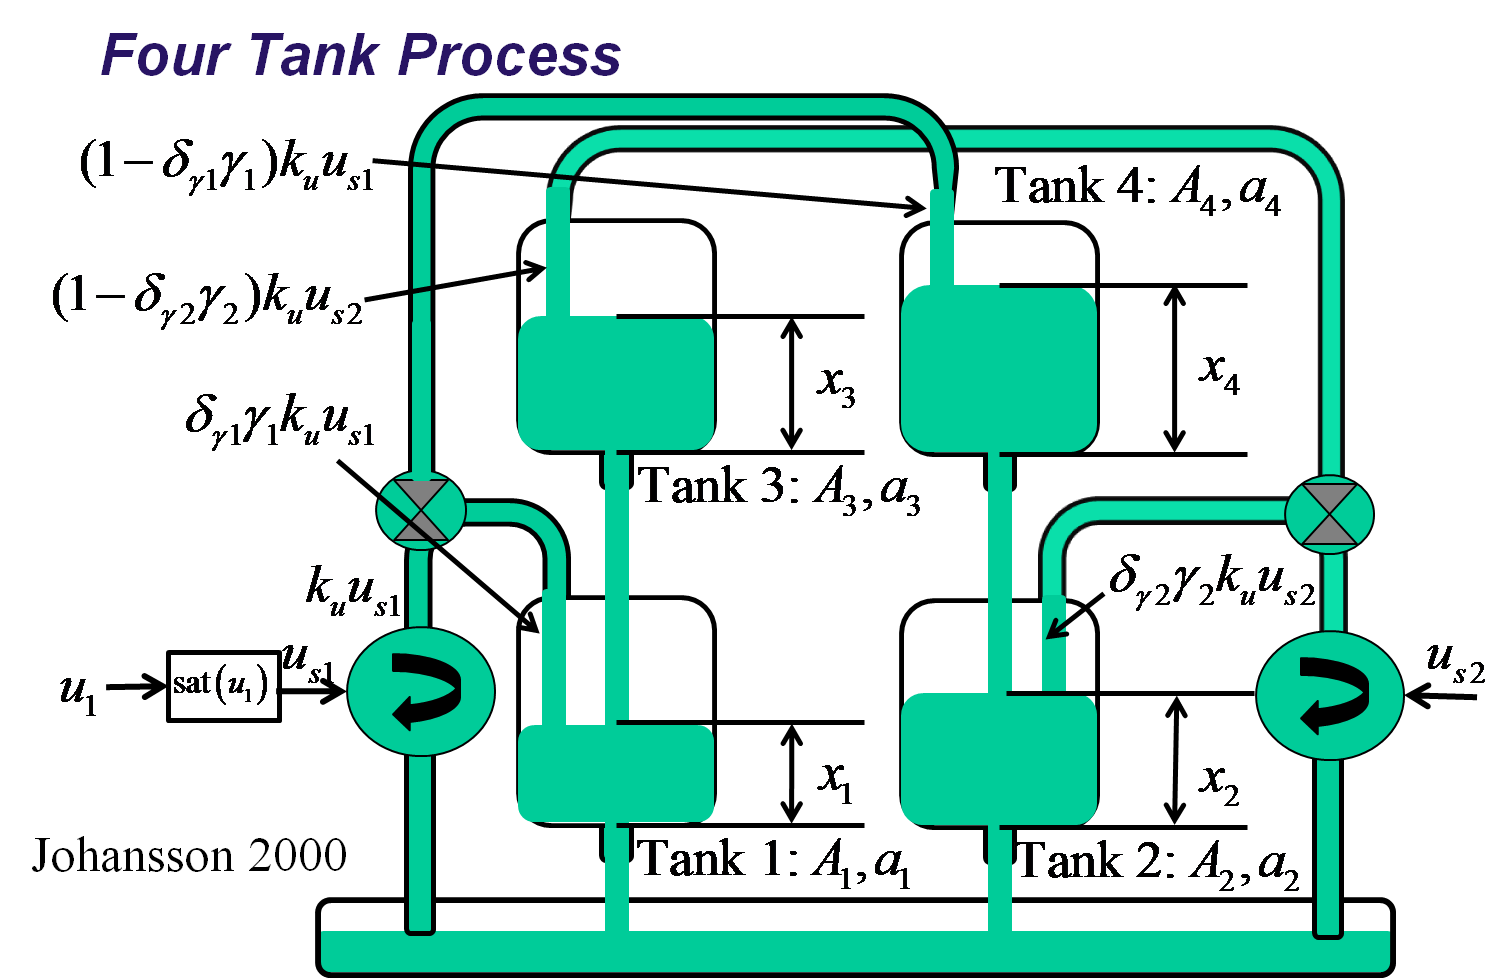 Four Tank Process
(1−δγ1γ1)kuus1
Tank 4: A4, a4
(1−δγ2γ2)kuus2
x3
x4
δγ1γ1kuus1
Tank 3: A3, a3
kuus1
δγ2γ2kuus2
u1
sat(u1)
us1
us2
x1
x2
Johansson 2000
Tank 1: A1, a1
Tank 2: A2, a2